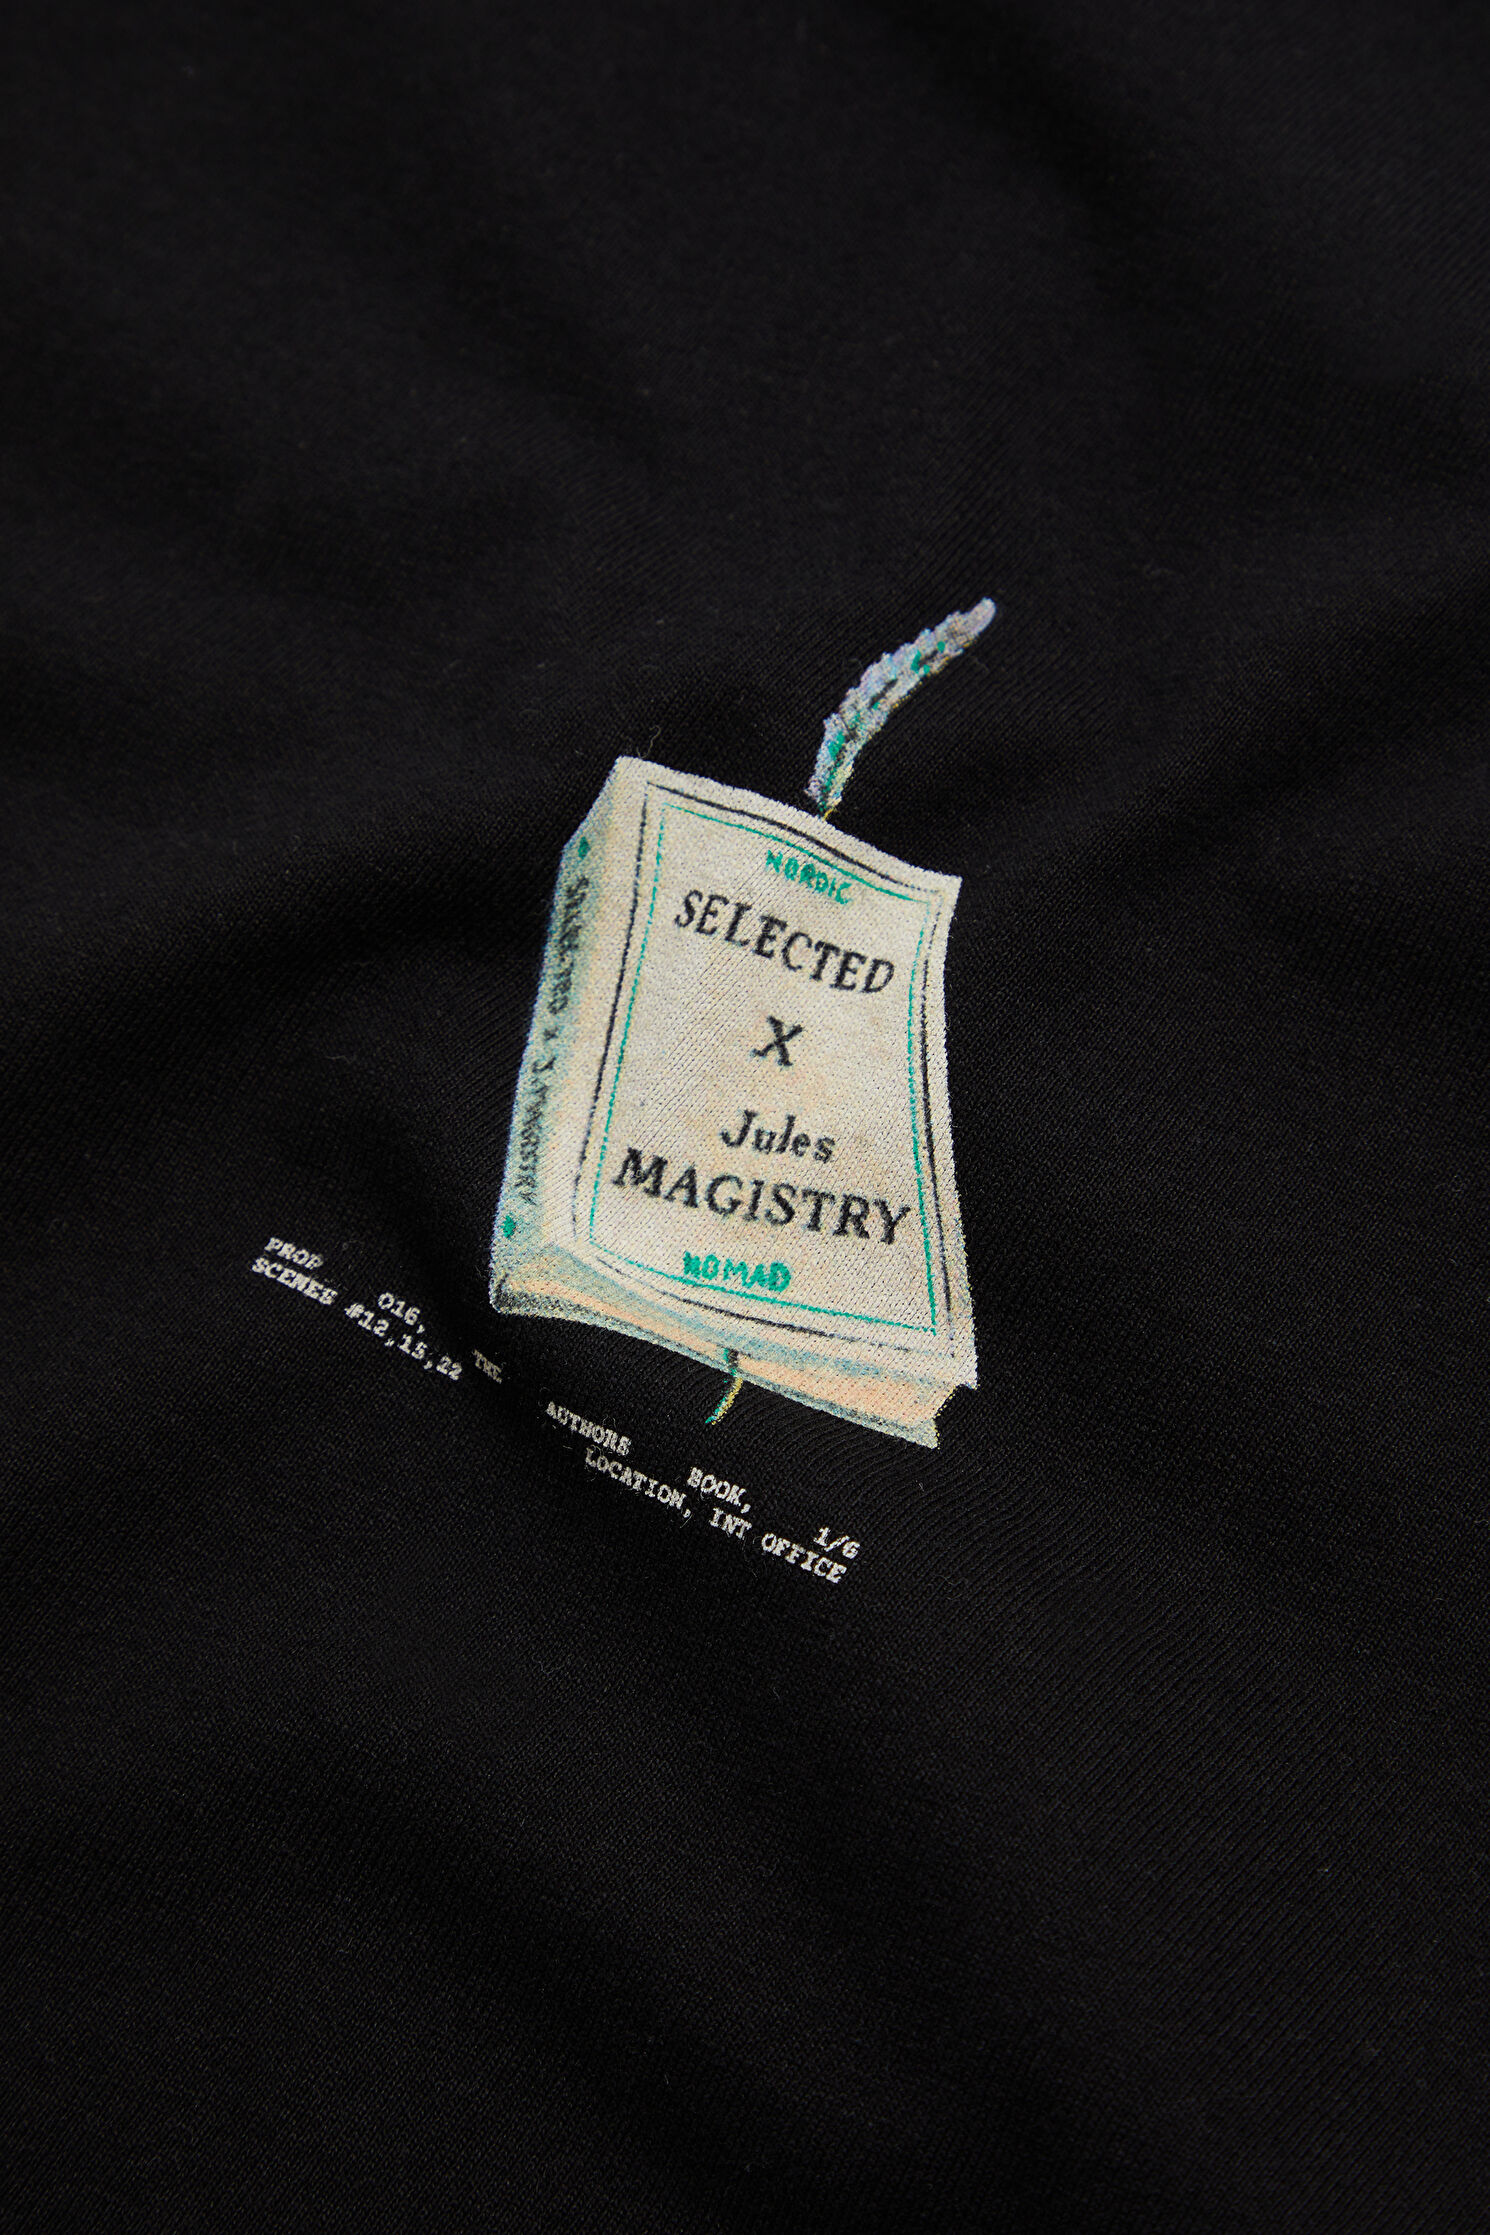 NORDIC
SELECTED
X
Jules
MAGISTRY
NOMAD
SELECTED X J.MAGISTRY
PROP 016, THE AUTHORS BOOK, 1/6
SCENES #12,15,22 LOCATION, INT OFFICE